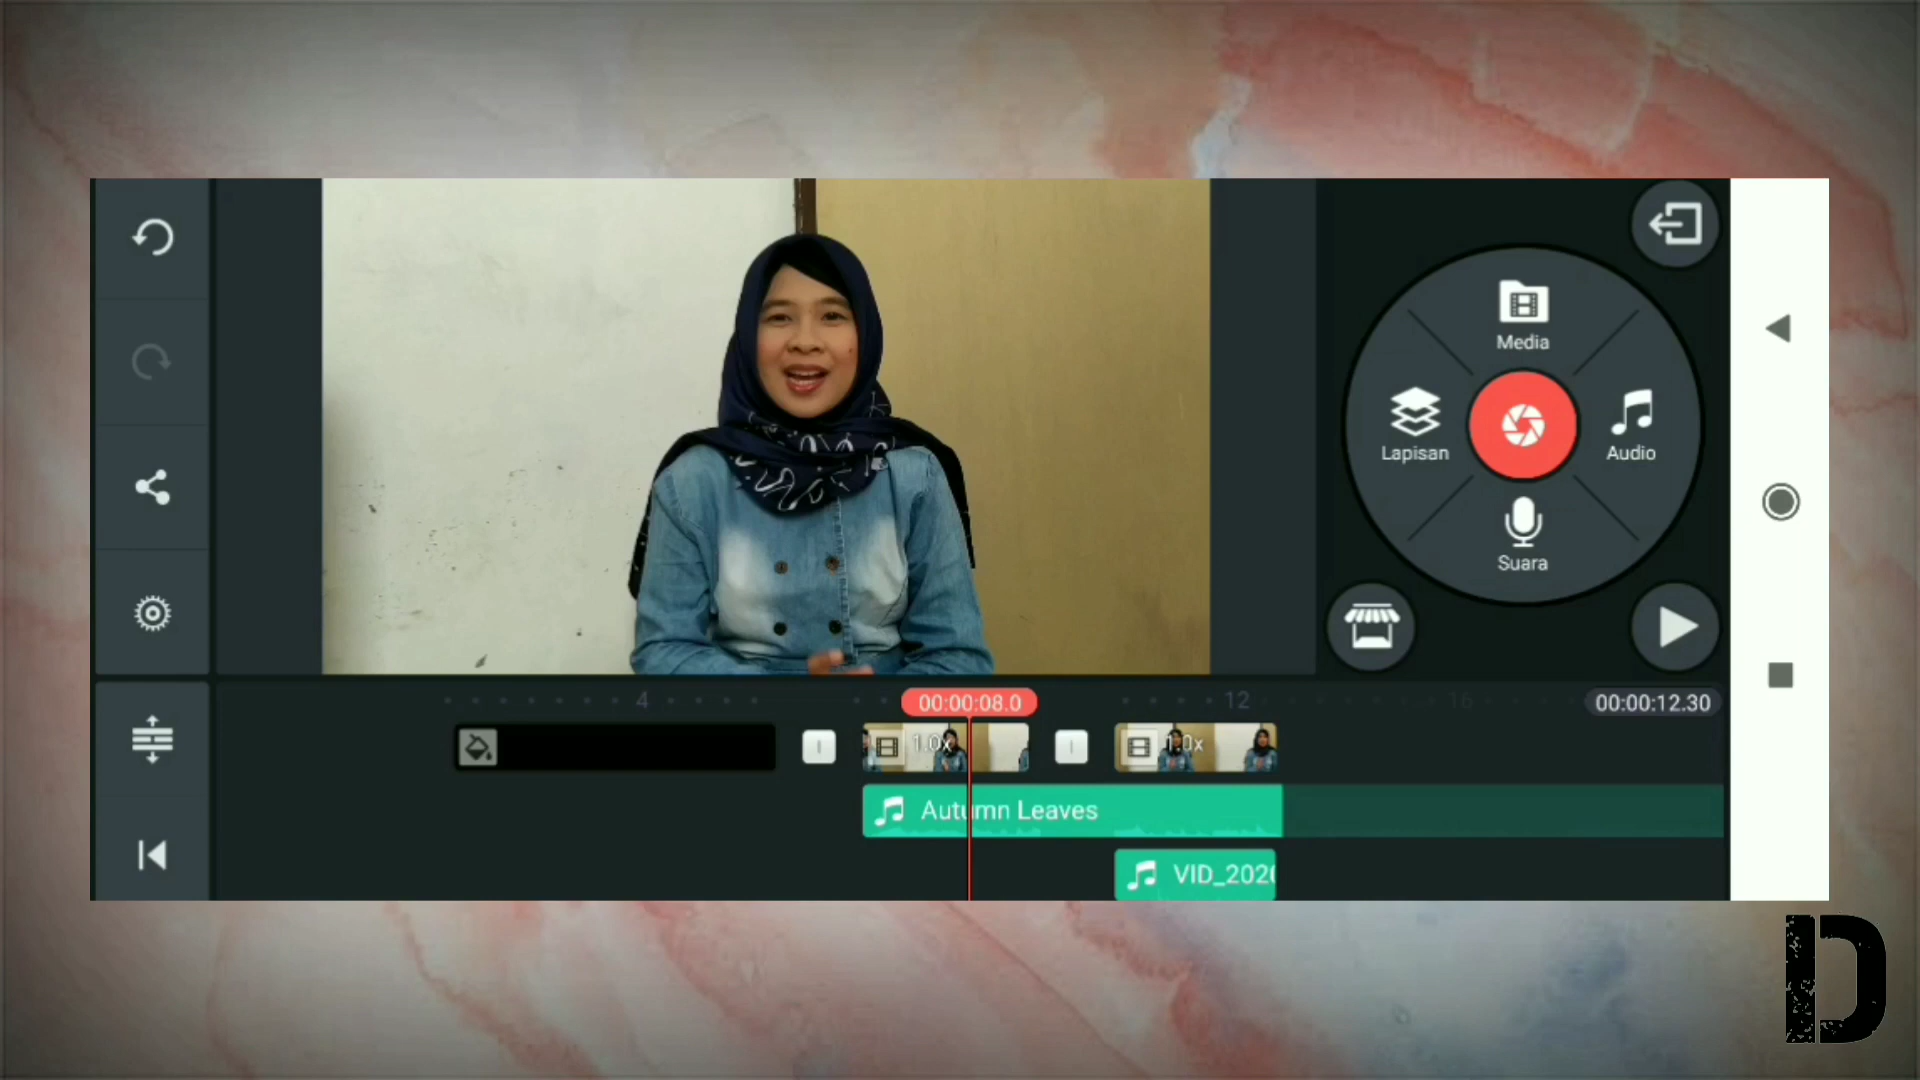 Media
Lapisan
Audio
Suara
4
00:00:08.0
12
16
00:00:12.30
1.0x
1.0x
Autumn Leaves
VID_202
D